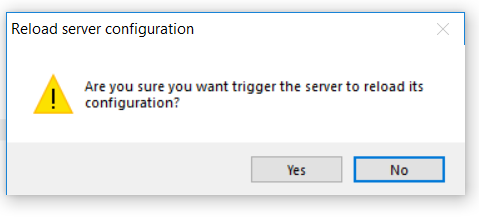 Reload server configuration
Are you sure you want trigger the server to reload its
configuration?
Yes
No